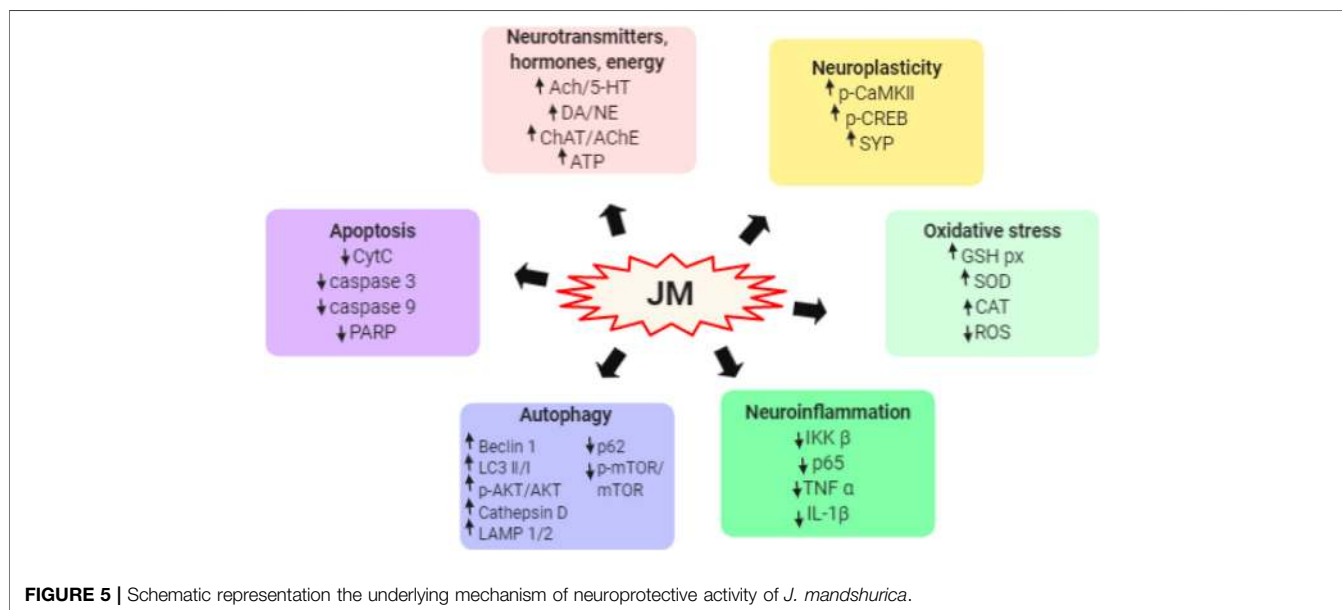 Neurotransmitters,
hormones, energy
↑ Ach/5-HT
↑ DA/NE
↑ ChAT/AChE
↑ ATP
Neuroplasticity
↑ p-CaMKII
↑ p-CREB
↑ SYP
Apoptosis
↓ CytC
↓ caspase 3
↓ caspase 9
↓ PARP
JM
Oxidative stress
↑ GSH px
↑ SOD
↑ CAT
↓ ROS
Autophagy
↑ Beclin 1
↑ LC3 II/I
↑ p-AKT/AKT
↑ Cathepsin D
↑ LAMP 1/2
↓ p62
↓ p-mTOR/
mTOR
Neuroinflammation
↓ IKK β
↓ p65
↓ TNF α
↓ IL-1β
FIGURE 5 | Schematic representation the underlying mechanism of neuroprotective activity of J. mandshurica.